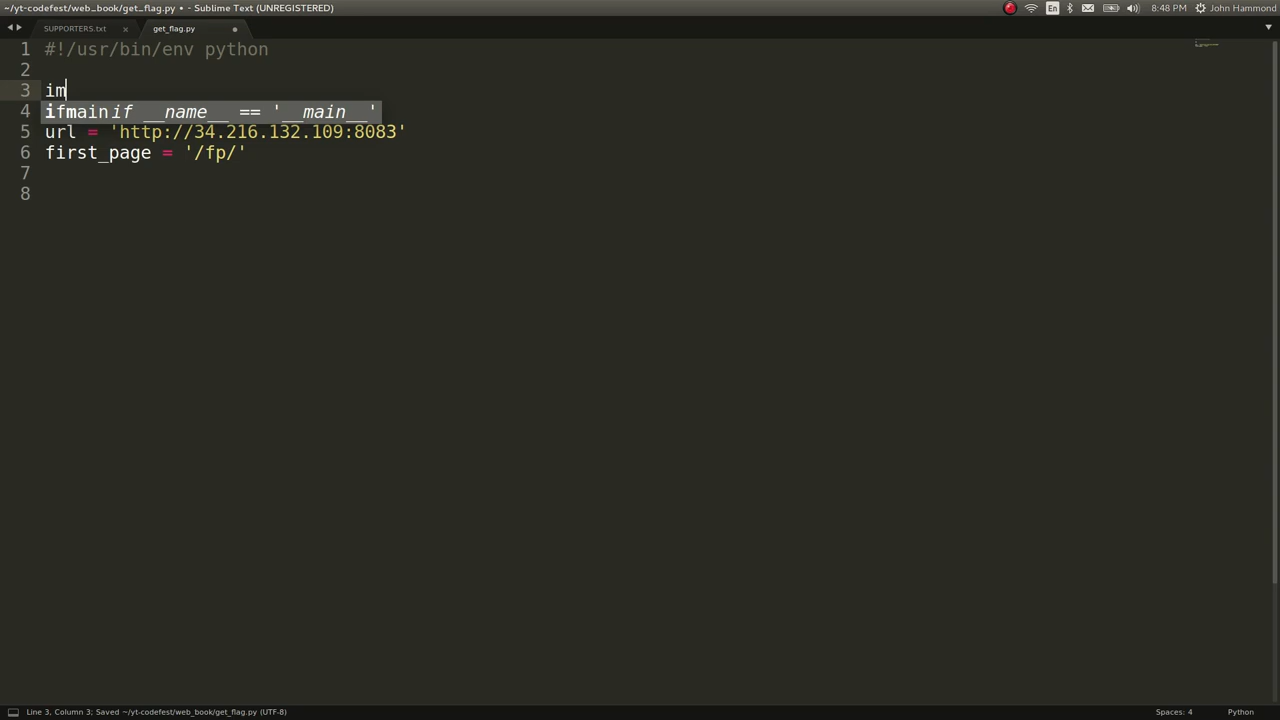 ~/yt-codefest/web_book/get_flag.py • - Sublime Text (UNREGISTERED)
En
8:48 PM
John Hammond
SUPPORTERS.txt
get_flag.py
1 #!/usr/bin/env python
2
3 im
ifmain if __name__ == '__main__'
4
5 url = 'http://34.216.132.109:8083'
6 first_page = '/fp/'
7
8
Line 3, Column 3; Saved ~/yt-codefest/web_book/get_flag.py (UTF-8)
Spaces: 4
Python